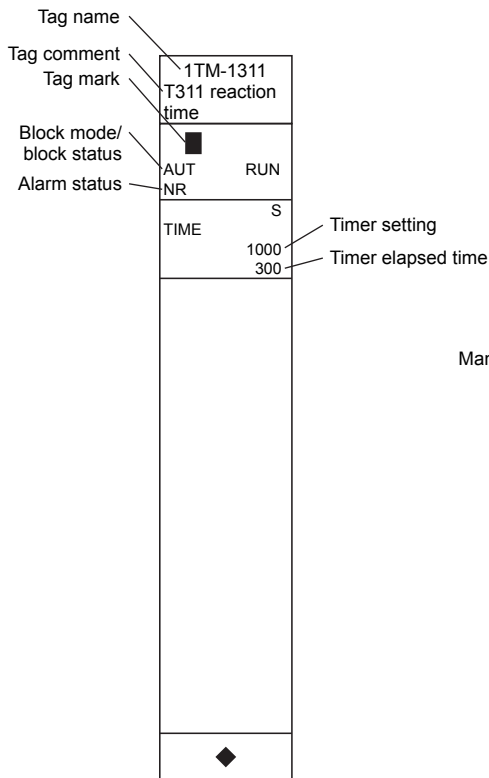 Tag name
Tag comment
Tag mark
Block mode/
block status
Alarm status
1TM-1311
T311 reaction
time
AUT RUN
NR
S
TIME
1000
300
Timer setting
Timer elapsed time